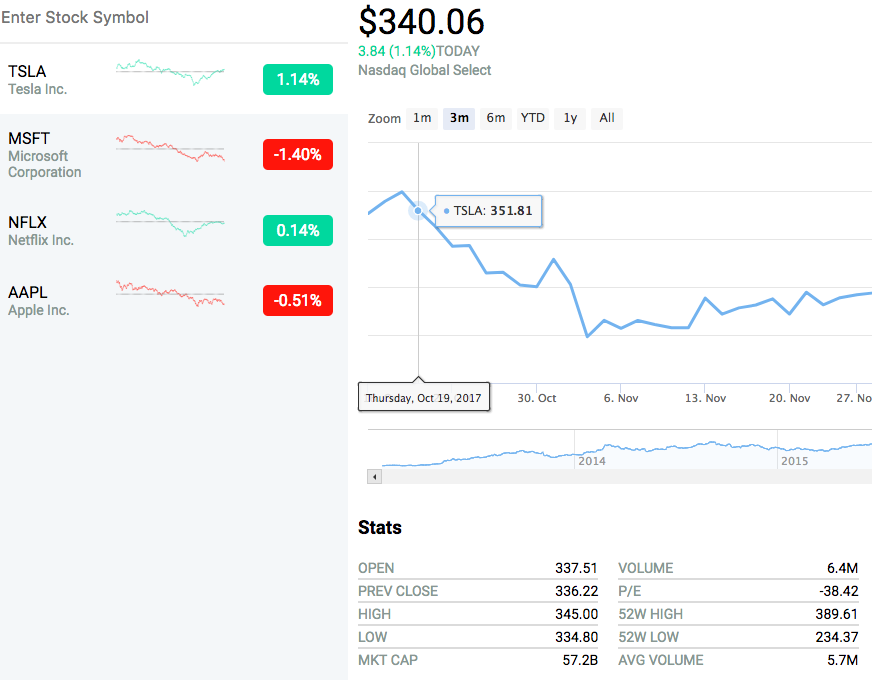 Enter Stock Symbol
TSLA
Tesla Inc.
1.14%
MSFT
Microsoft
Corporation
-1.40%
NFLX
Netflix Inc.
0.14%
AAPL
Apple Inc.
-0.51%
$340.06
3.84 (1.14%)TODAY
Nasdaq Global Select
Zoom 1m 3m 6m YTD 1y All
TSLA: 351.81
Thursday, Oct 19, 2017
30. Oct 6. Nov 13. Nov 20. Nov 27. No
2014 2015
Stats
OPEN 337.51 VOLUME 6.4M
PREV CLOSE 336.22 P/E -38.42
HIGH 345.00 52W HIGH 389.61
LOW 334.80 52W LOW 234.37
MKT CAP 57.2B AVG VOLUME 5.7M